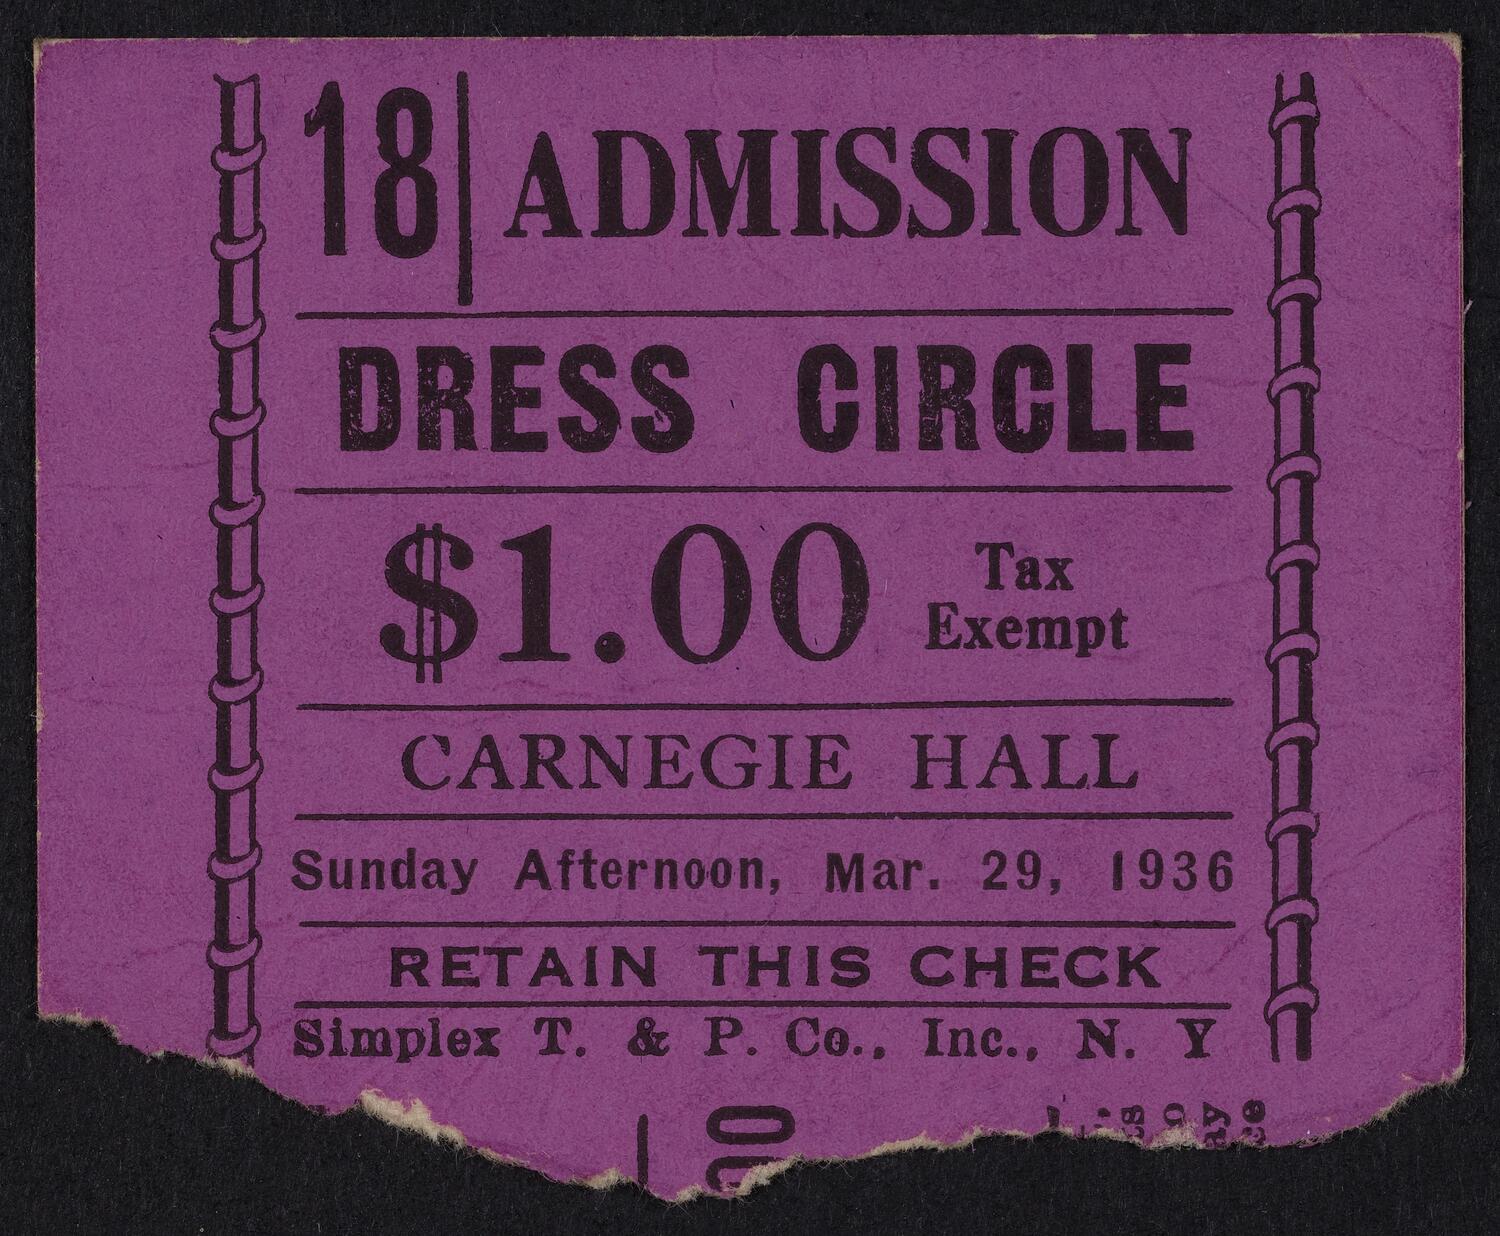 18 ADMISSION
DRESS CIRCLE
$1.00 Tax Exempt
CARNEGIE HALL
Sunday Afternoon, Mar. 29, 1936
RETAIN THIS CHECK
Simplex T. & P. Co., Inc., N. Y